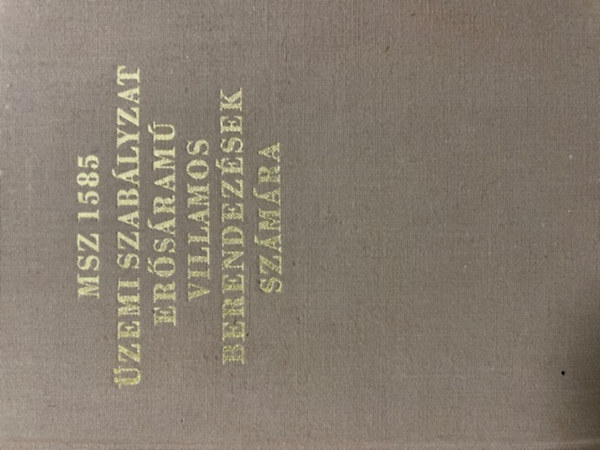 MSZ 1585
ÜZEMI SZABÁLYZAT
ERŐSÁRAMÚ
VILLAMOS
BERENDEZÉSEK
SZÁMÁRA